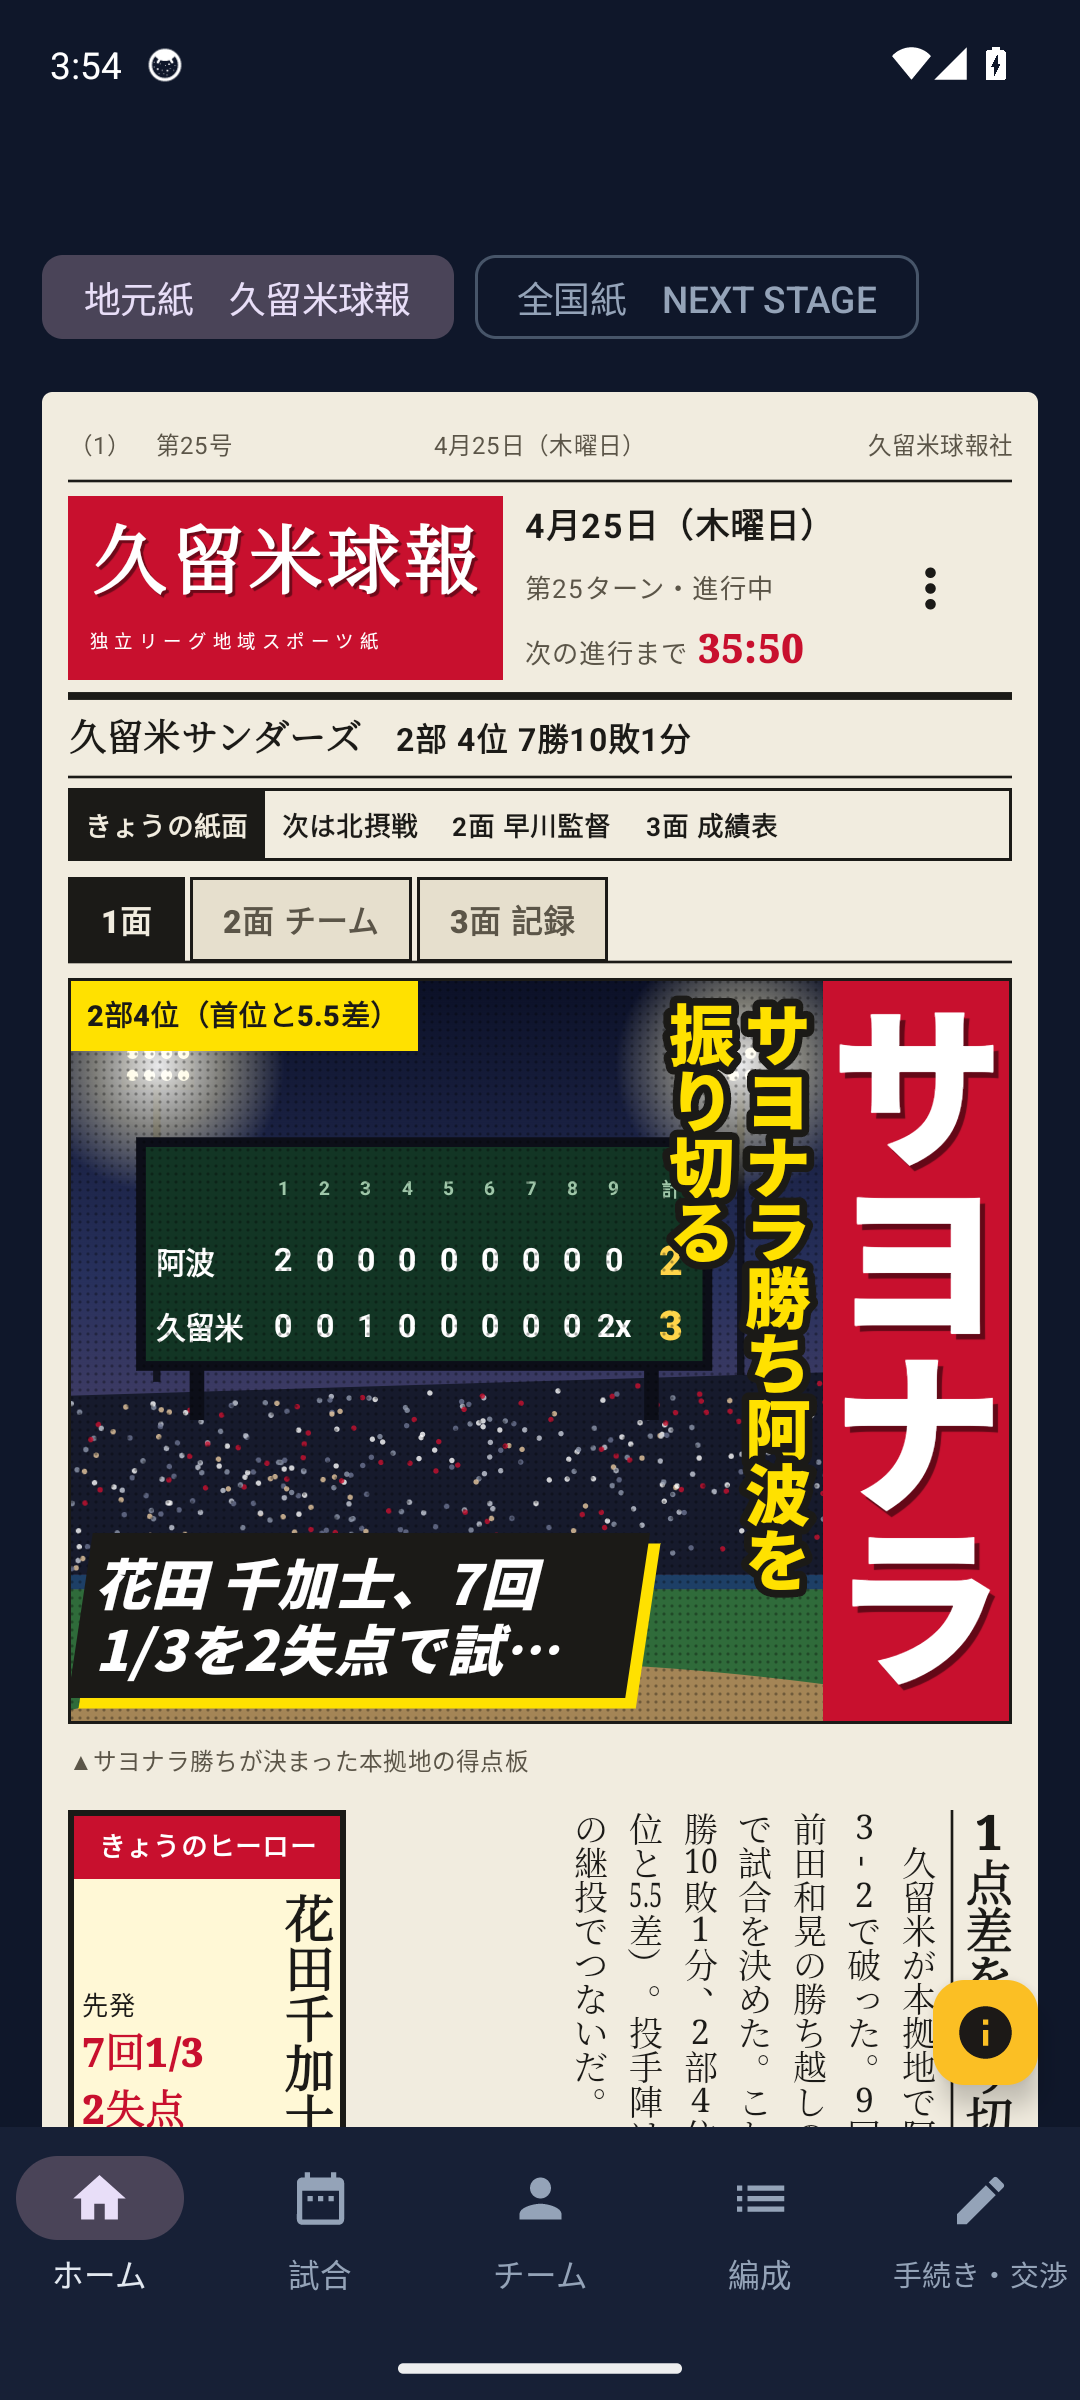 3:54
地元紙　久留米球報
全国紙　NEXT STAGE
（1）　第25号
4月25日（木曜日）
久留米球報社
久留米球報
独立リーグ地域スポーツ紙
4月25日（木曜日）
第25ターン・進行中
次の進行まで 35:50
久留米サンダーズ　2部 4位 7勝10敗1分
きょうの紙面
次は北摂戦　2面 早川監督　3面 成績表
1面
2面 チーム
3面 記録
2部4位（首位と5.5差）
サヨナラ
サヨナラ勝ち阿波を
振り切る
1 2 3 4 5 6 7 8 9 計
阿波 2 0 0 0 0 0 0 0 0 2
久留米 0 0 1 0 0 0 0 0 2x 3
花田 千加士、7回
1/3を2失点で試…
▲サヨナラ勝ちが決まった本拠地の得点板
1点差を
切
久留米が本拠地で
3-2で破った。9
前田和晃の勝ち越し
で試合を決めた。こ
勝10敗1分、2部4
位と5.5差）。投手陣
の継投でつないだ。
きょうのヒーロー
花田千加士
先発
7回1/3
2失点
ホーム
試合
チーム
編成
手続き・交渉